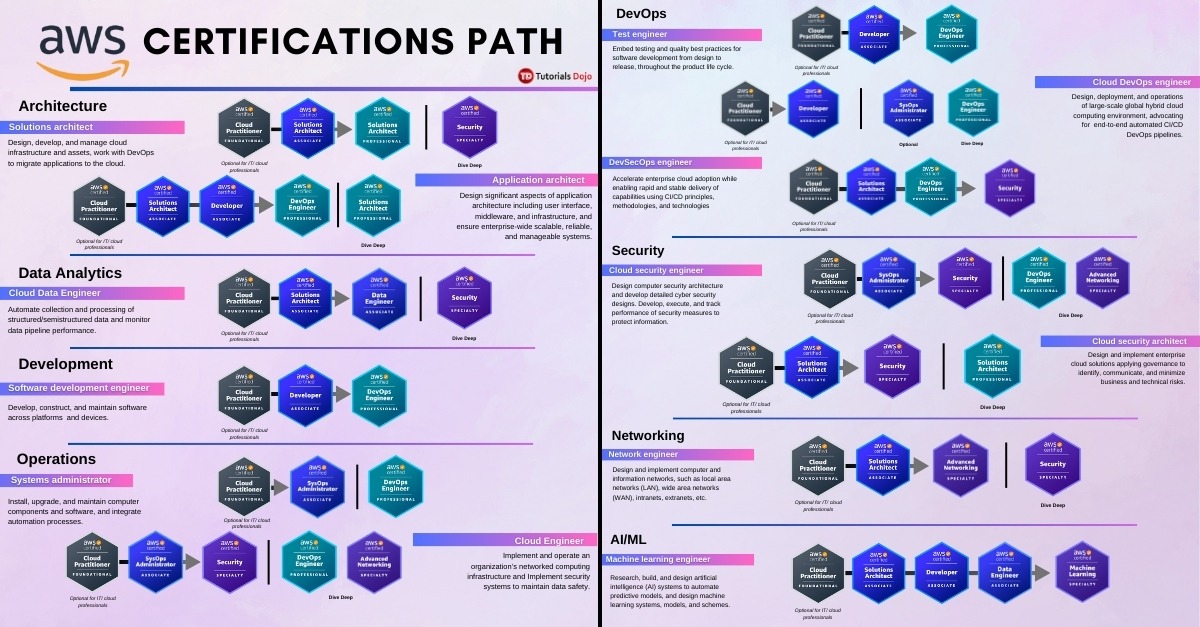 aws CERTIFICATIONS PATH
TD Tutorials Dojo
Architecture
Solutions architect
Design, develop, and manage cloud
infrastructure and assets, work with DevOps
to migrate applications to the cloud.
aws certified Cloud Practitioner FOUNDATIONAL
aws certified Solutions Architect ASSOCIATE
aws certified Solutions Architect PROFESSIONAL
aws certified Security SPECIALTY
Optional for IT/ cloud
professionals
Dive Deep
aws certified Cloud Practitioner FOUNDATIONAL
aws certified Solutions Architect ASSOCIATE
aws certified Developer ASSOCIATE
aws certified DevOps Engineer PROFESSIONAL
aws certified Solutions Architect PROFESSIONAL
Optional for IT/ cloud
professionals
Dive Deep
Application architect
Design significant aspects of application
architecture including user interface,
middleware, and infrastructure, and
ensure enterprise-wide scalable, reliable,
and manageable systems.
Data Analytics
Cloud Data Engineer
Automate collection and processing of
structured/semistructured data and monitor
data pipeline performance.
aws certified Cloud Practitioner FOUNDATIONAL
aws certified Solutions Architect ASSOCIATE
aws certified Data Engineer ASSOCIATE
aws certified Security SPECIALTY
Optional for IT/ cloud
professionals
Dive Deep
Development
Software development engineer
Develop, construct, and maintain software
across platforms and devices.
aws certified Cloud Practitioner FOUNDATIONAL
aws certified Developer ASSOCIATE
aws certified DevOps Engineer PROFESSIONAL
Optional for IT/ cloud
professionals
Operations
Systems administrator
Install, upgrade, and maintain computer
components and software, and integrate
automation processes.
aws certified Cloud Practitioner FOUNDATIONAL
aws certified SysOps Administrator ASSOCIATE
aws certified DevOps Engineer PROFESSIONAL
Optional for IT/ cloud
professionals
aws certified Cloud Practitioner FOUNDATIONAL
aws certified SysOps Administrator ASSOCIATE
aws certified Security SPECIALTY
aws certified DevOps Engineer PROFESSIONAL
aws certified Advanced Networking SPECIALTY
Optional for IT/ cloud
professionals
Dive Deep
Cloud Engineer
Implement and operate an
organization's networked computing
infrastructure and Implement security
systems to maintain data safety.
DevOps
Test engineer
Embed testing and quality best practices for
software development from design to
release, throughout the product life cycle.
aws certified Cloud Practitioner FOUNDATIONAL
aws certified Developer ASSOCIATE
aws certified DevOps Engineer PROFESSIONAL
Optional for IT/ cloud
professionals
aws certified Cloud Practitioner FOUNDATIONAL
aws certified Developer ASSOCIATE
aws certified SysOps Administrator ASSOCIATE
aws certified DevOps Engineer PROFESSIONAL
Optional for IT/ cloud
professionals
Optional
Dive Deep
Cloud DevOps engineer
Design, deployment, and operations
of large-scale global hybrid cloud
computing environment, advocating
for end-to-end automated CI/CD
DevOps pipelines.
DevSecOps engineer
Accelerate enterprise cloud adoption while
enabling rapid and stable delivery of
capabilities using CI/CD principles,
methodologies, and technologies
aws certified Cloud Practitioner FOUNDATIONAL
aws certified Solutions Architect ASSOCIATE
aws certified DevOps Engineer PROFESSIONAL
aws certified Security SPECIALTY
Optional for IT/ cloud
professionals
Security
Cloud security engineer
Design computer security architecture
and develop detailed cyber security
designs. Develop, execute, and track
performance of security measures to
protect information.
aws certified Cloud Practitioner FOUNDATIONAL
aws certified SysOps Administrator ASSOCIATE
aws certified Security SPECIALTY
aws certified DevOps Engineer PROFESSIONAL
aws certified Advanced Networking SPECIALTY
Optional for IT/ cloud
professionals
Dive Deep
aws certified Cloud Practitioner FOUNDATIONAL
aws certified Solutions Architect ASSOCIATE
aws certified Security SPECIALTY
aws certified Solutions Architect PROFESSIONAL
Optional for IT/ cloud
professionals
Dive Deep
Cloud security architect
Design and implement enterprise
cloud solutions applying governance to
identify, communicate, and minimize
business and technical risks.
Networking
Network engineer
Design and implement computer and
information networks, such as local area
networks (LAN), wide area networks
(WAN), intranets, extranets, etc.
aws certified Cloud Practitioner FOUNDATIONAL
aws certified Solutions Architect ASSOCIATE
aws certified Advanced Networking SPECIALTY
aws certified Security SPECIALTY
Optional for IT/ cloud
professionals
Dive Deep
AI/ML
Machine learning engineer
Research, build, and design artificial
intelligence (AI) systems to automate
predictive models, and design machine
learning systems, models, and schemes.
aws certified Cloud Practitioner FOUNDATIONAL
aws certified Solutions Architect ASSOCIATE
aws certified Developer ASSOCIATE
aws certified Data Engineer ASSOCIATE
aws certified Machine Learning SPECIALTY
Optional for IT/ cloud
professionals